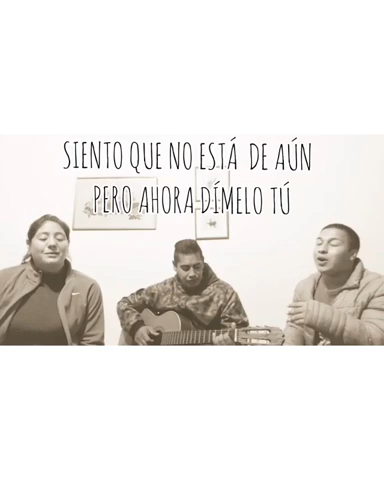 SIENTO QUE NO ESTÁ DE AÚN
PERO AHORA DÍMELO TÚ